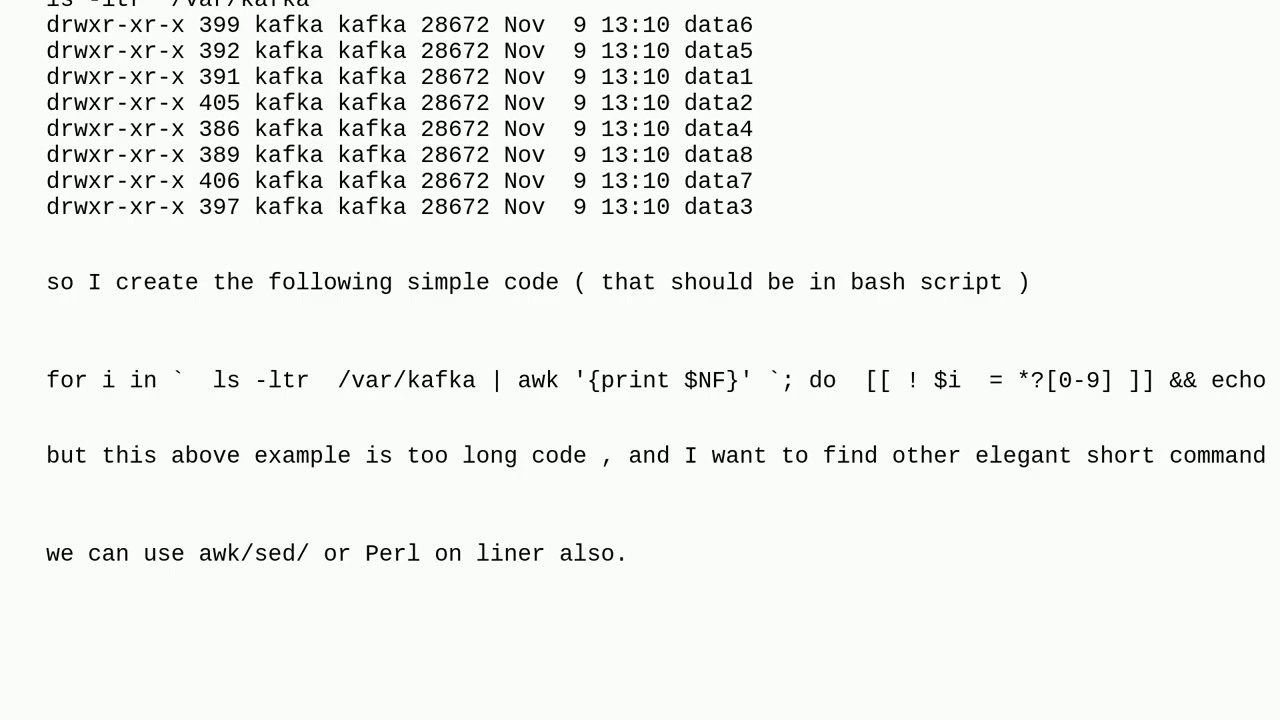 ls -ltr  /var/kafka
drwxr-xr-x 399 kafka kafka 28672 Nov  9 13:10 data6
drwxr-xr-x 392 kafka kafka 28672 Nov  9 13:10 data5
drwxr-xr-x 391 kafka kafka 28672 Nov  9 13:10 data1
drwxr-xr-x 405 kafka kafka 28672 Nov  9 13:10 data2
drwxr-xr-x 386 kafka kafka 28672 Nov  9 13:10 data4
drwxr-xr-x 389 kafka kafka 28672 Nov  9 13:10 data8
drwxr-xr-x 406 kafka kafka 28672 Nov  9 13:10 data7
drwxr-xr-x 397 kafka kafka 28672 Nov  9 13:10 data3
so I create the following simple code ( that should be in bash script )
for i in `  ls -ltr  /var/kafka | awk '{print $NF}' `; do  [[ ! $i  = *?[0-9] ]] && echo
but this above example is too long code , and I want to find other elegant short command
we can use awk/sed/ or Perl on liner also.